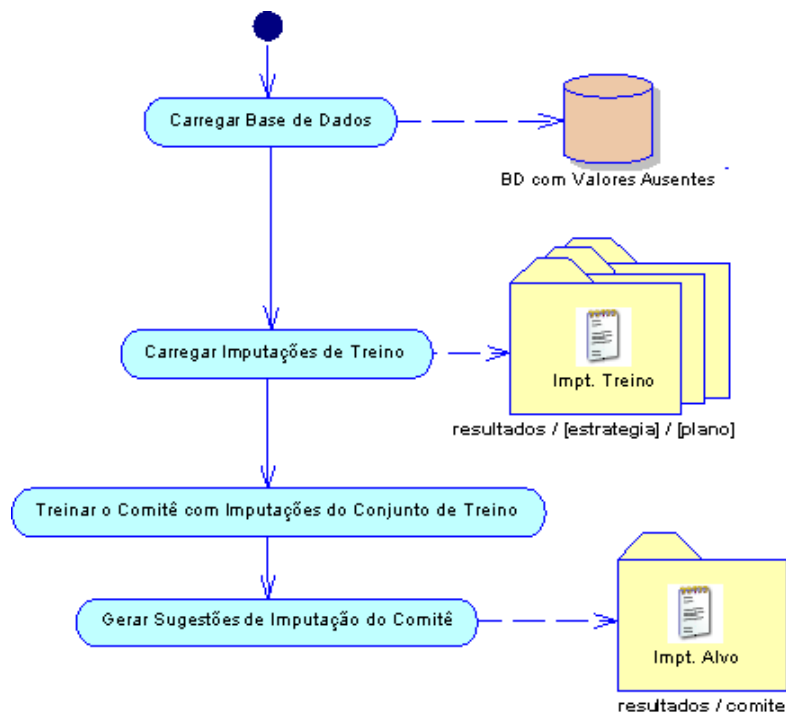 Carregar Base de Dados
BD com Valores Ausentes
Carregar Imputações de Treino
Impt. Treino
resultados / [estrategia] / [plano]
Treinar o Comitê com Imputações do Conjunto de Treino
Gerar Sugestões de Imputação do Comitê
Impt. Alvo
resultados / comite